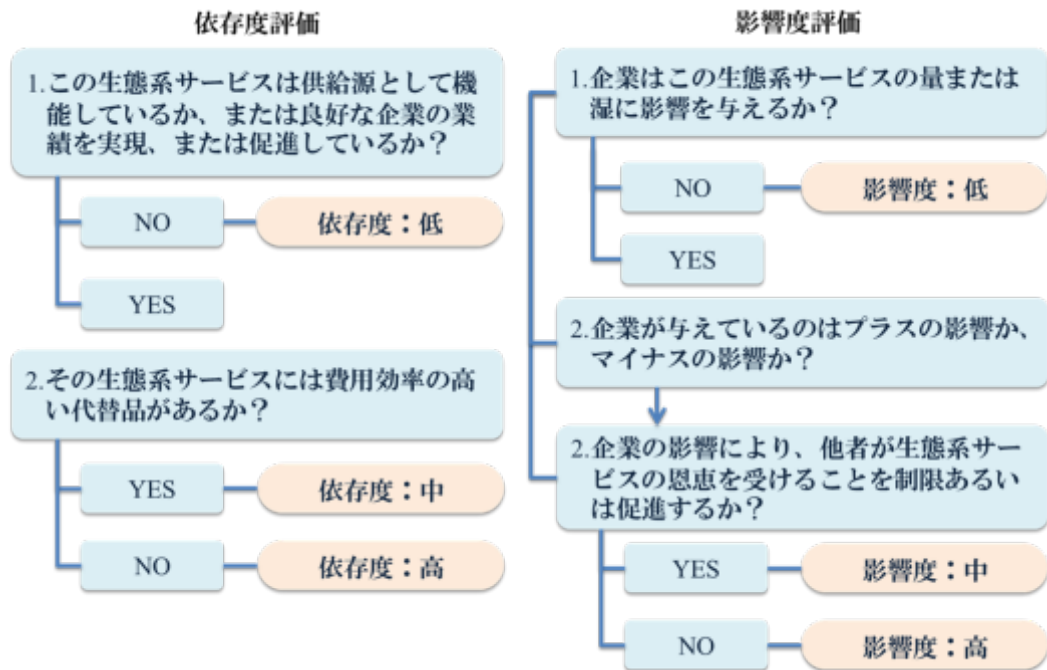 依存度評価
1.この生態系サービスは供給源として機
能しているか、または良好な企業の業
績を実現、または促進しているか？
NO
依存度：低
YES
2.その生態系サービスには費用効率の高
い代替品があるか？
YES
依存度：中
NO
依存度：高
影響度評価
1.企業はこの生態系サービスの量または
湿に影響を与えるか？
NO
影響度：低
YES
2.企業が与えているのはプラスの影響か、
マイナスの影響か？
2.企業の影響により、他者が生態系サー
ビスの恩恵を受けることを制限あるい
は促進するか？
YES
影響度：中
NO
影響度：高